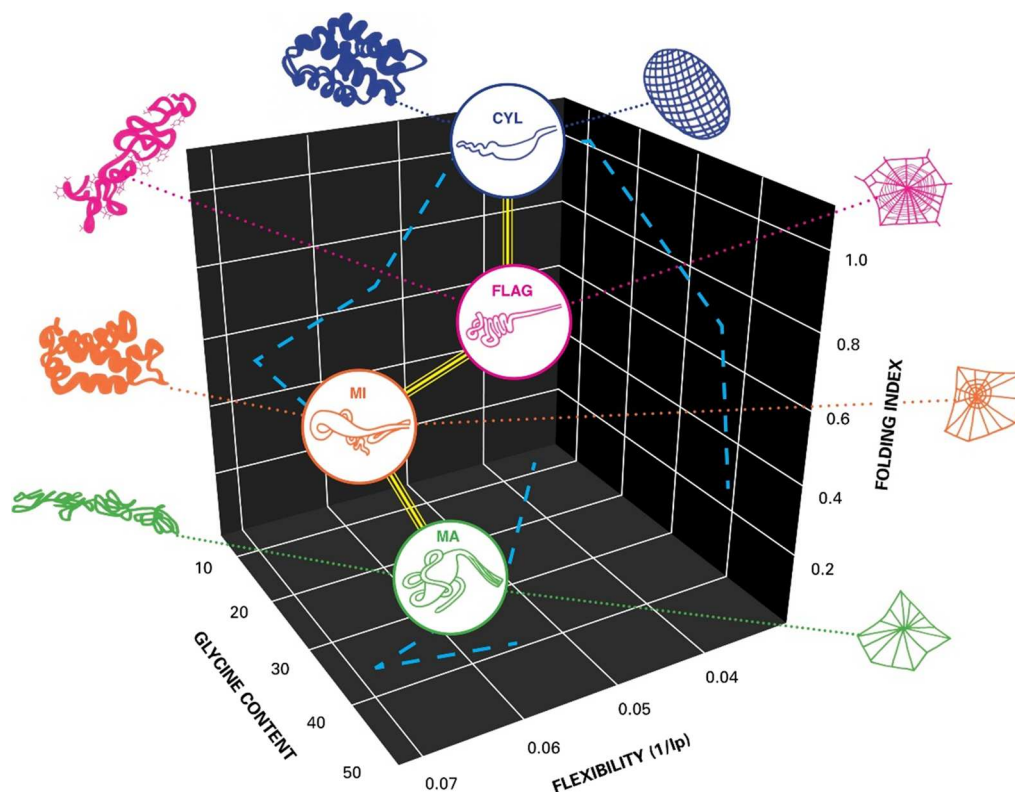 CYL
FLAG
MI
MA
1.0
0.8
0.6
0.4
0.2
FOLDING INDEX
10
20
30
40
50
GLYCINE CONTENT
0.07
0.06
0.05
0.04
FLEXIBILITY (1/lp)